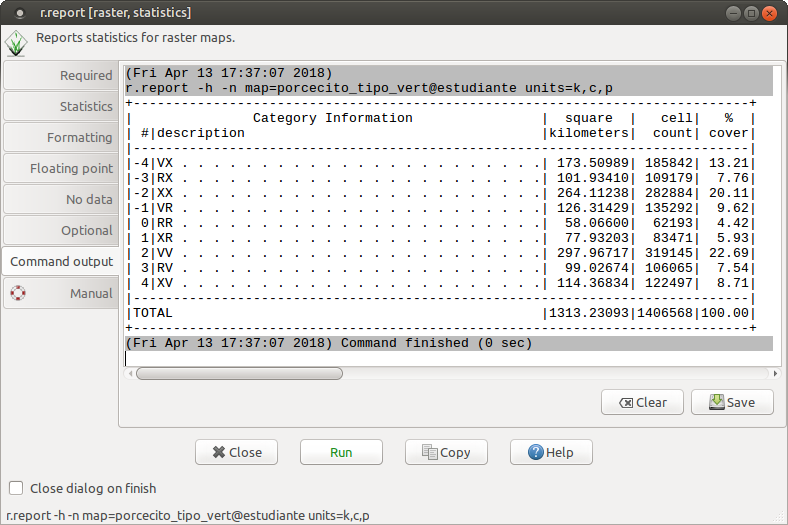 r.report [raster, statistics]
Reports statistics for raster maps.
Required
Statistics
Formatting
Floating point
No data
Optional
Command output
Manual
(Fri Apr 13 17:37:07 2018)
r.report -h -n map=porcecito_tipo_vert@estudiante units=k,c,p
+-----------------------------------------------------------------------------+
|               Category Information                |  square   |  cell |  %  |
| #|description                                     |kilometers| count| cover|
|-----------------------------------------------------------------------------|
|-4|VX . . . . . . . . . . . . . . . . . . . . . . .| 173.50989| 185842| 13.21|
|-3|RX . . . . . . . . . . . . . . . . . . . . . . .| 101.93410| 109179|  7.76|
|-2|XX . . . . . . . . . . . . . . . . . . . . . . .| 264.11238| 282884| 20.11|
|-1|VR . . . . . . . . . . . . . . . . . . . . . . .| 126.31429| 135292|  9.62|
| 0|RR . . . . . . . . . . . . . . . . . . . . . . .|  58.06600|  62193|  4.42|
| 1|XR . . . . . . . . . . . . . . . . . . . . . . .|  77.93203|  83471|  5.93|
| 2|VV . . . . . . . . . . . . . . . . . . . . . . .| 297.96717| 319145| 22.69|
| 3|RV . . . . . . . . . . . . . . . . . . . . . . .|  99.02674| 106065|  7.54|
| 4|XV . . . . . . . . . . . . . . . . . . . . . . .| 114.36834| 122497|  8.71|
|-----------------------------------------------------------------------------|
|TOTAL                                              |1313.23093|1406568|100.00|
+-----------------------------------------------------------------------------+
(Fri Apr 13 17:37:07 2018) Command finished (0 sec)
Clear Save
Close Run Copy Help
Close dialog on finish
r.report -h -n map=porcecito_tipo_vert@estudiante units=k,c,p